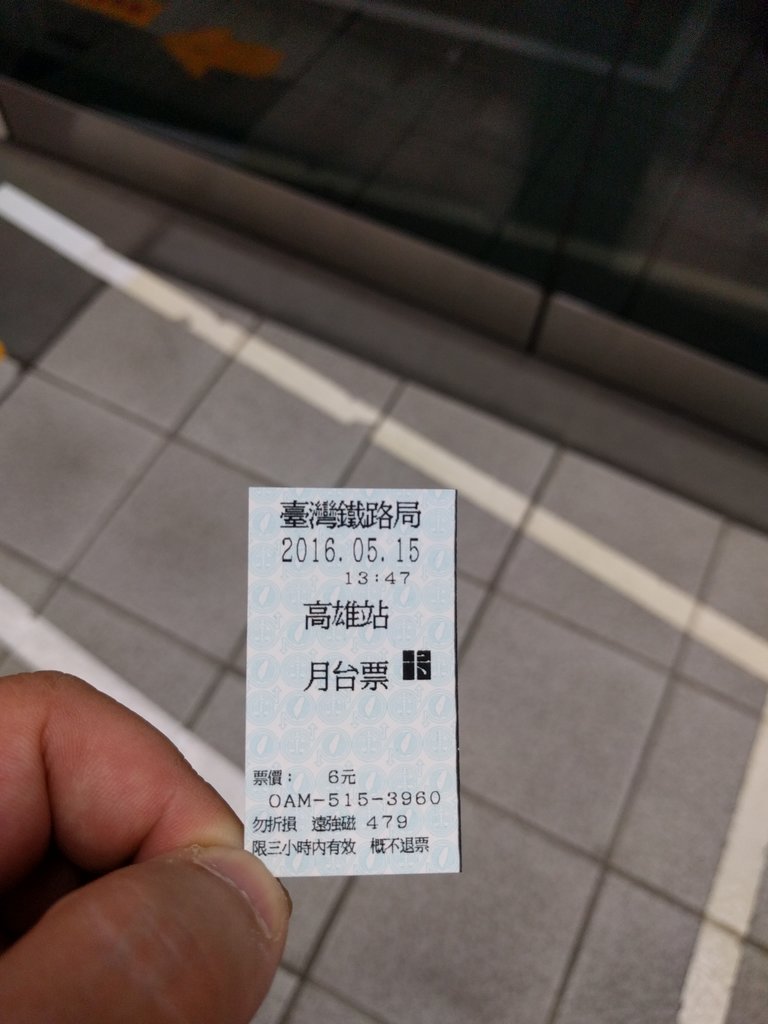 臺灣鐵路局
2016.05.15
13:47
高雄站
月台票
票價： 6元
OAM-515-3960
勿折損 遠強磁 479
限三小時內有效 概不退票